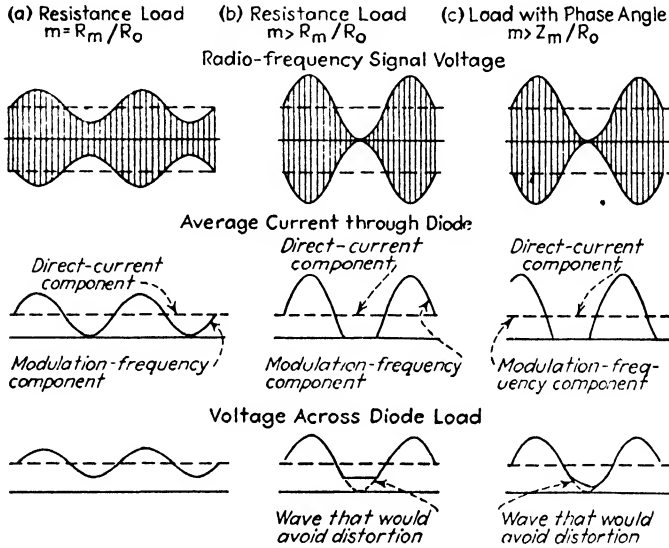 (a) Resistance Load
m = Rm/Ro
(b) Resistance Load
m > Rm/Ro
(c) Load with Phase Angle
m > Zm/Ro
Radio-frequency Signal Voltage
Average Current through Diode
Direct-current
component
Direct-current
component
Direct-current
component
Modulation-frequency
component
Modulation-frequency
component
Modulation-freq-
uency component
Voltage Across Diode Load
Wave that would
avoid distortion
Wave that would
avoid distortion